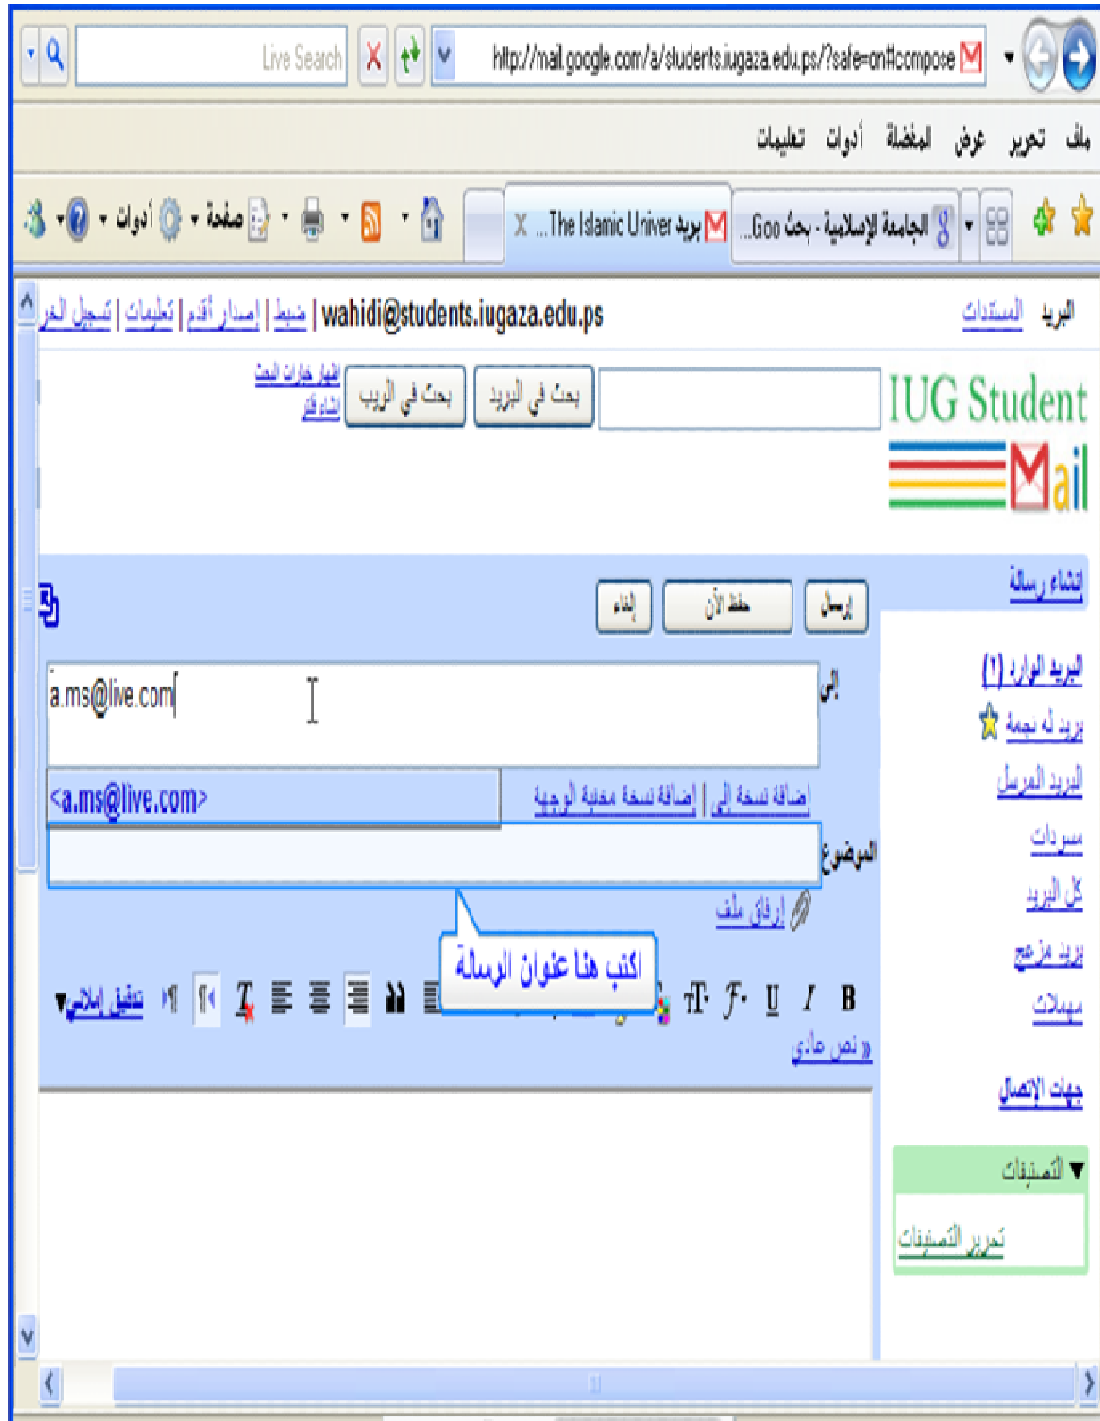 http://mail.google.com/a/students.iugaza.edu.ps/?safe=on#compose
Live Search
ملف تحرير عرض المفضلة أدوات تعليمات
الجامعة الإسلامية - بحث Goo...
بريد The Islamic Univer...
صفحة أدوات
البريد المستندات
wahidi@students.iugaza.edu.ps | ضبط | إصدار أقدم | تعليمات | تسجيل الخر
IUG Student
Mail
بحث في البريد بحث في الويب
اظهار خيارات البحث
انشاء فلتر
إنشاء رسالة
إرسال حفظ الآن إلغاء
إلى a.ms@live.com
<a.ms@live.com>
إضافة نسخة إلى | إضافة نسخة مخفية الوجهة
الموضوع
إرفاق ملف
اكتب هنا عنوان الرسالة
B I U F T تدقيق إملائي
« نص عادي
البريد الوارد (١)
بريد له نجمة
البريد المرسل
مسودات
كل البريد
بريد مزعج
مهملات
جهات الإتصال
التصنيفات
تحرير التصنيفات